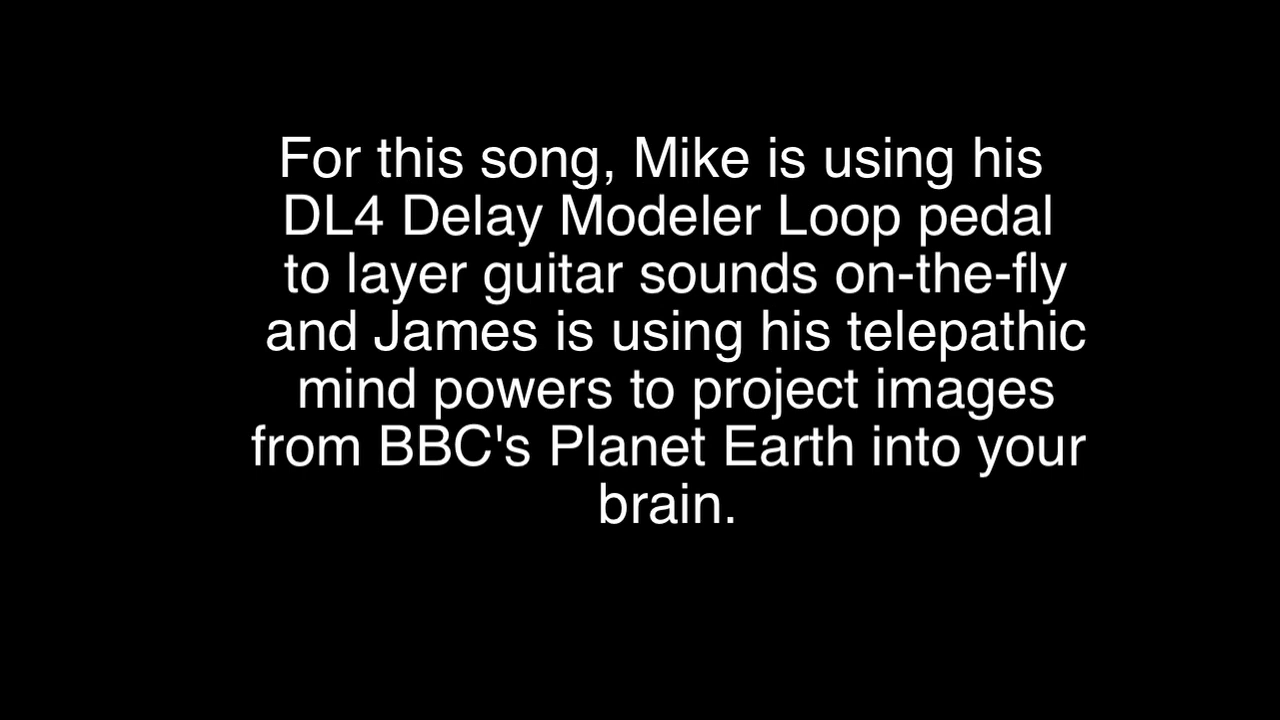 For this song, Mike is using his
DL4 Delay Modeler Loop pedal
to layer guitar sounds on-the-fly
and James is using his telepathic
mind powers to project images
from BBC's Planet Earth into your
brain.